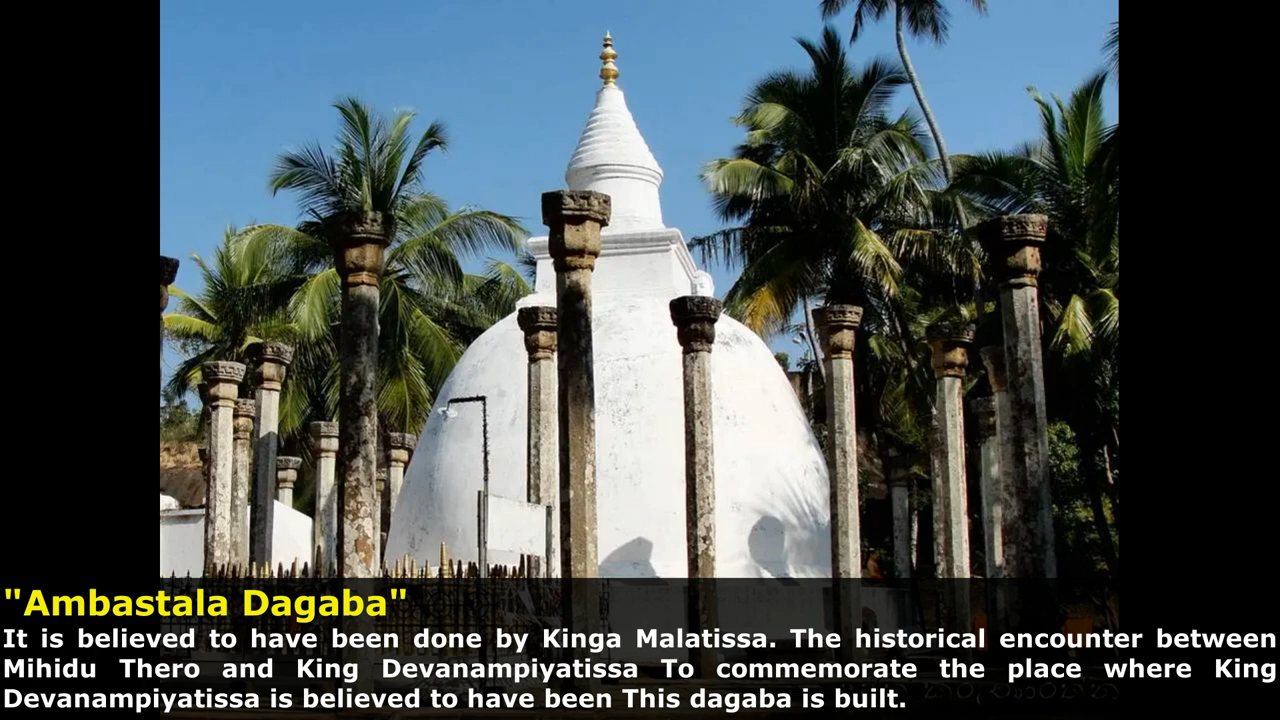 "Ambastala Dagaba"
It is believed to have been done by Kinga Malatissa. The historical encounter between
Mihidu Thero and King Devanampiyatissa To commemorate the place where King
Devanampiyatissa is believed to have been This dagaba is built.